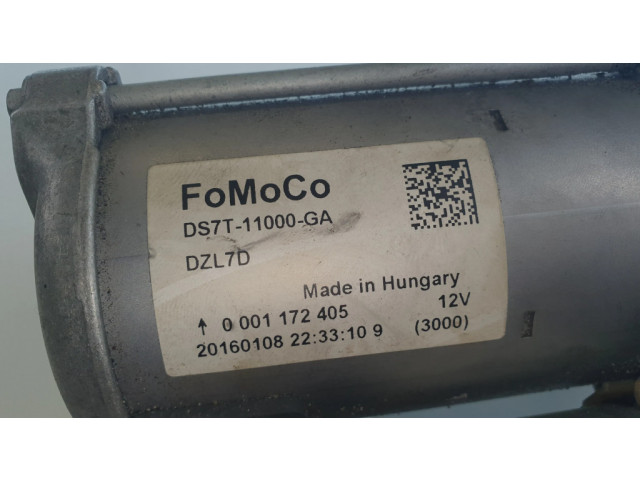 FoMoCo
DS7T-11000-GA
DZL7D
Made in Hungary
↑ 0 001 172 405 12V
20160108 22:33:10 9 (3000)